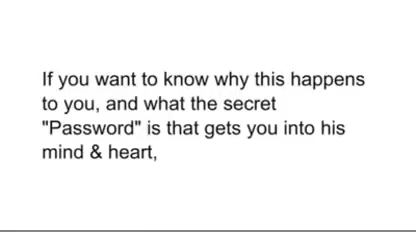 If you want to know why this happens
to you, and what the secret
"Password" is that gets you into his
mind & heart,